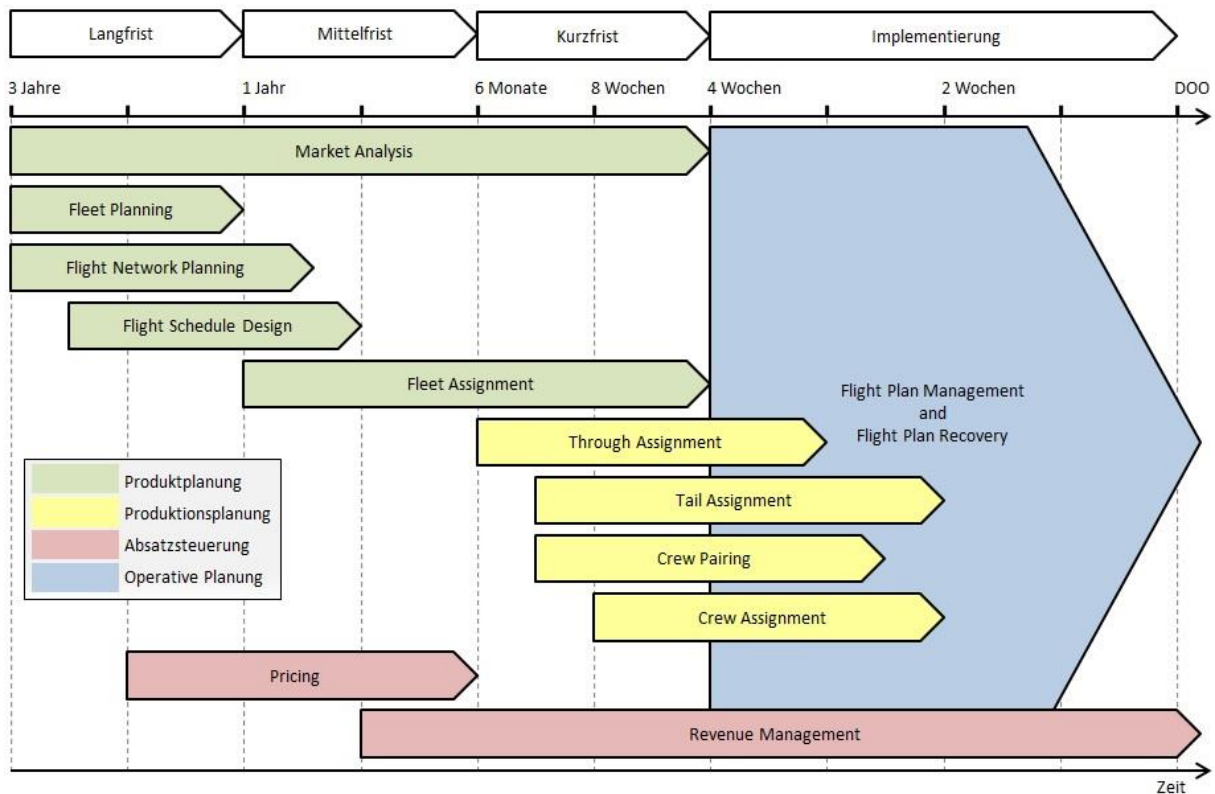 Langfrist
Mittelfrist
Kurzfrist
Implementierung
3 Jahre
1 Jahr
6 Monate
8 Wochen
4 Wochen
2 Wochen
DOO
Market Analysis
Fleet Planning
Flight Network Planning
Flight Schedule Design
Fleet Assignment
Flight Plan Management
and
Flight Plan Recovery
Through Assignment
Tail Assignment
Crew Pairing
Crew Assignment
Produktplanung
Produktionsplanung
Absatzsteuerung
Operative Planung
Pricing
Revenue Management
Zeit